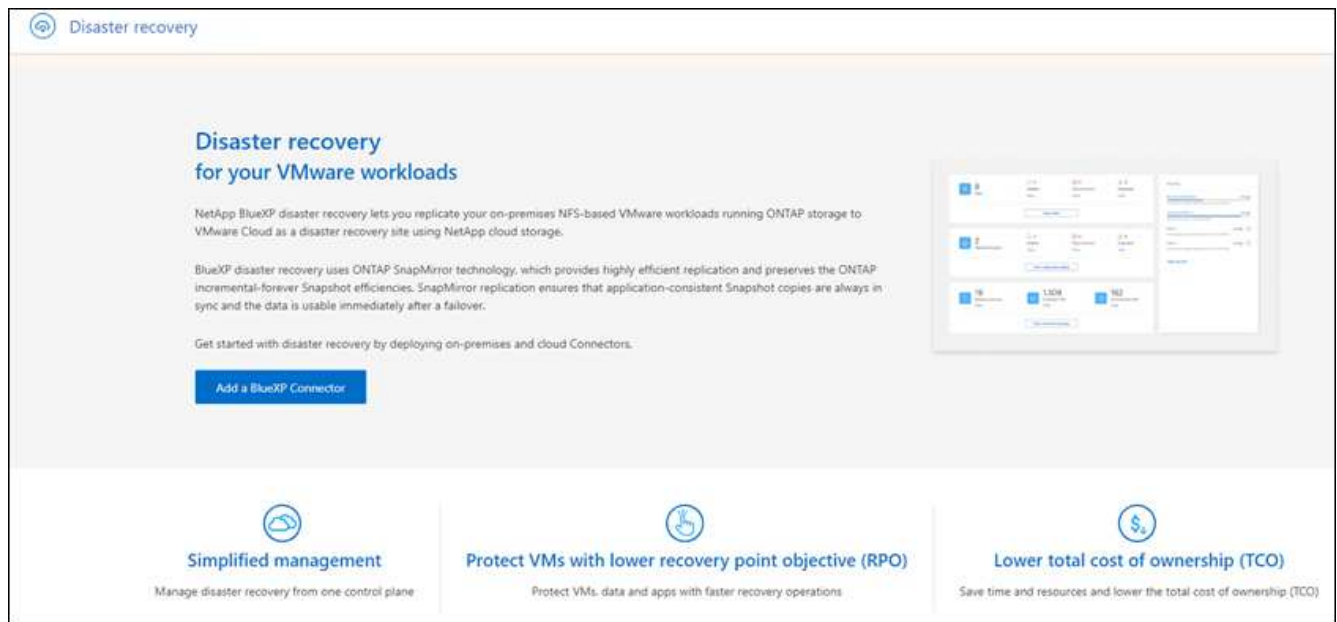 Disaster recovery
Disaster recovery
for your VMware workloads
NetApp BlueXP disaster recovery lets you replicate your on-premises NFS-based VMware workloads running ONTAP storage to
VMware Cloud as a disaster recovery site using NetApp cloud storage.
BlueXP disaster recovery uses ONTAP SnapMirror technology, which provides highly efficient replication and preserves the ONTAP
incremental-forever Snapshot efficiencies. SnapMirror replication ensures that application-consistent Snapshot copies are always in
sync and the data is usable immediately after a failover.
Get started with disaster recovery by deploying on-premises and cloud Connectors.
Add a BlueXP Connector
Simplified management
Manage disaster recovery from one control plane
Protect VMs with lower recovery point objective (RPO)
Protect VMs, data and apps with faster recovery operations
Lower total cost of ownership (TCO)
Save time and resources and lower the total cost of ownership (TCO)